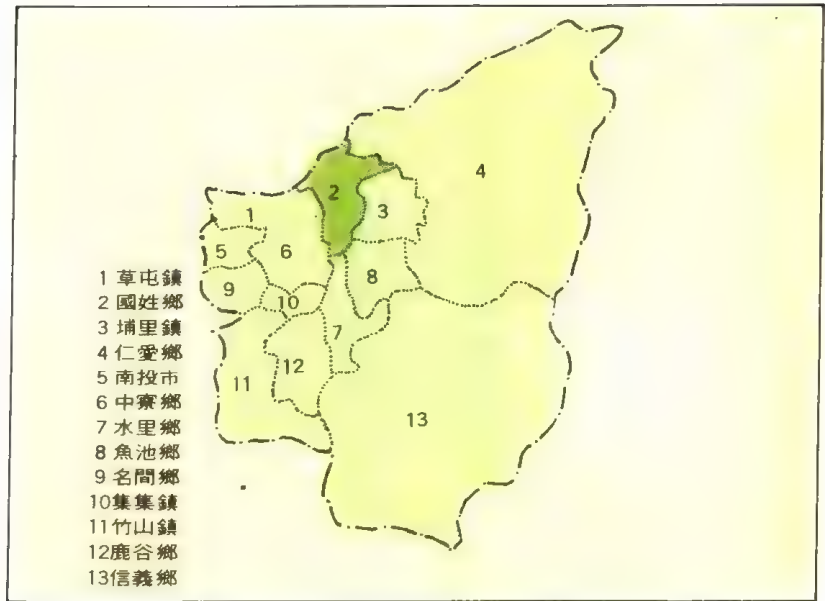 4
2
3
1
6
5
8
9
10
7
12
11
13
1 草屯鎮
2 國姓鄉
3 埔里鎮
4 仁愛鄉
5 南投市
6 中寮鄉
7 水里鄉
8 魚池鄉
9 名間鄉
10集集鎮
11竹山鎮
12鹿谷鄉
13信義鄉